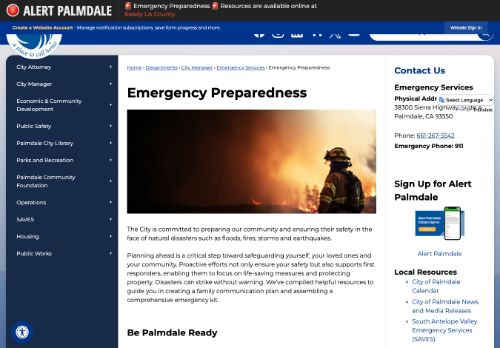 ALERT PALMDALE
🚨 Emergency Preparedness 🚨 Resources are available online at
Ready LA County.
Create a Website Account - Manage notification subscriptions, save form progress and more.
Website Sign In
a place to call home
City Attorney
City Manager
Economic & Community
Development
Public Safety
Palmdale City Library
Parks and Recreation
Palmdale Community
Foundation
Operations
SAVES
Housing
Public Works
Home › Departments › City Manager › Emergency Services › Emergency Preparedness
Emergency Preparedness
The City is committed to preparing our community and ensuring their safety in the
face of natural disasters such as floods, fires, storms and earthquakes.
Planning ahead is a critical step toward safeguarding yourself, your loved ones and
your community. Proactive efforts not only ensure your safety but also supports first
responders, enabling them to focus on life-saving measures and protecting
property. Disasters can strike without warning. We've compiled helpful resources to
guide you in creating a family communication plan and assembling a
comprehensive emergency kit.
Be Palmdale Ready
Contact Us
Emergency Services
Physical Addr
Select Language
38300 Sierra Highway,
Palmdale, CA 93550
Phone: 661-267-5542
Emergency Phone: 911
Sign Up for Alert
Palmdale
Alert Palmdale
Local Resources
City of Palmdale
Calendar
City of Palmdale News
and Media Releases
South Antelope Valley
Emergency Services
(SAVES)